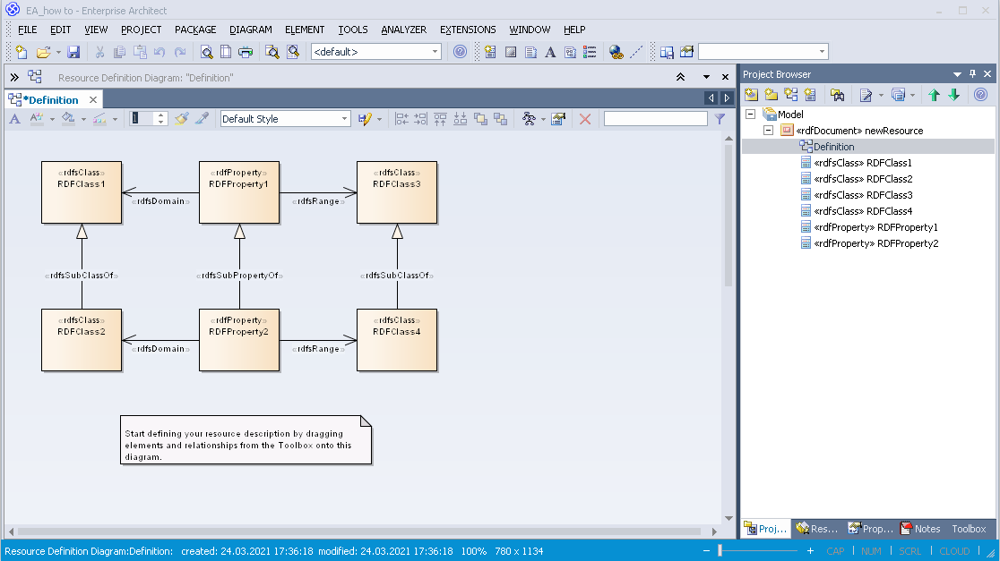 EA_how to - Enterprise Architect
FILE EDIT VIEW PROJECT PACKAGE DIAGRAM ELEMENT TOOLS ANALYZER EXTENSIONS WINDOW HELP
<default>
Resource Definition Diagram: "Definition"
*Definition
1
Default Style
«rdfsClass»
RDFClass1
«rdfProperty»
RDFProperty1
«rdfsClass»
RDFClass3
«rdfsDomain»
«rdfsRange»
«rdfsSubClassOf»
«rdfsSubPropertyOf»
«rdfsSubClassOf»
«rdfsClass»
RDFClass2
«rdfProperty»
RDFProperty2
«rdfsClass»
RDFClass4
«rdfsDomain»
«rdfsRange»
Start defining your resource description by dragging
elements and relationships from the Toolbox onto this
diagram.
Project Browser
Model
«rdfDocument» newResource
Definition
«rdfsClass» RDFClass1
«rdfsClass» RDFClass2
«rdfsClass» RDFClass3
«rdfsClass» RDFClass4
«rdfProperty» RDFProperty1
«rdfProperty» RDFProperty2
Proj... Res... Prop... Notes Toolbox
Resource Definition Diagram:Definition: created: 24.03.2021 17:36:18 modified: 24.03.2021 17:36:18 100% 780 x 1134
CAP NUM SCRL CLOUD